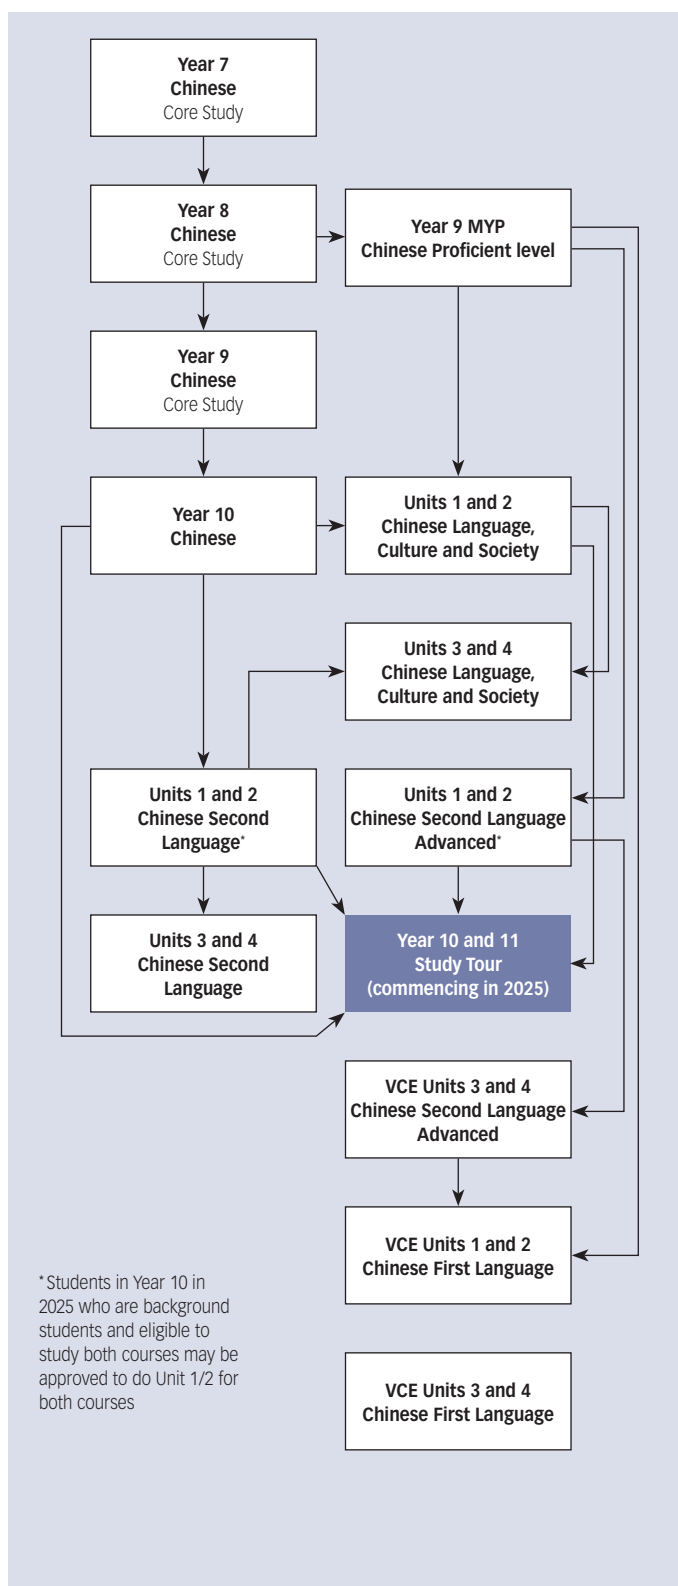 Year 7
Chinese
Core Study
Year 8
Chinese
Core Study
Year 9 MYP
Chinese Proficient level
Year 9
Chinese
Core Study
Year 10
Chinese
Units 1 and 2
Chinese Language,
Culture and Society
Units 3 and 4
Chinese Language,
Culture and Society
Units 1 and 2
Chinese Second
Language*
Units 1 and 2
Chinese Second Language
Advanced*
Units 3 and 4
Chinese Second
Language
Year 10 and 11
Study Tour
(commencing in 2025)
VCE Units 3 and 4
Chinese Second Language
Advanced
VCE Units 1 and 2
Chinese First Language
* Students in Year 10 in
2025 who are background
students and eligible to
study both courses may be
approved to do Unit 1/2 for
both courses
VCE Units 3 and 4
Chinese First Language